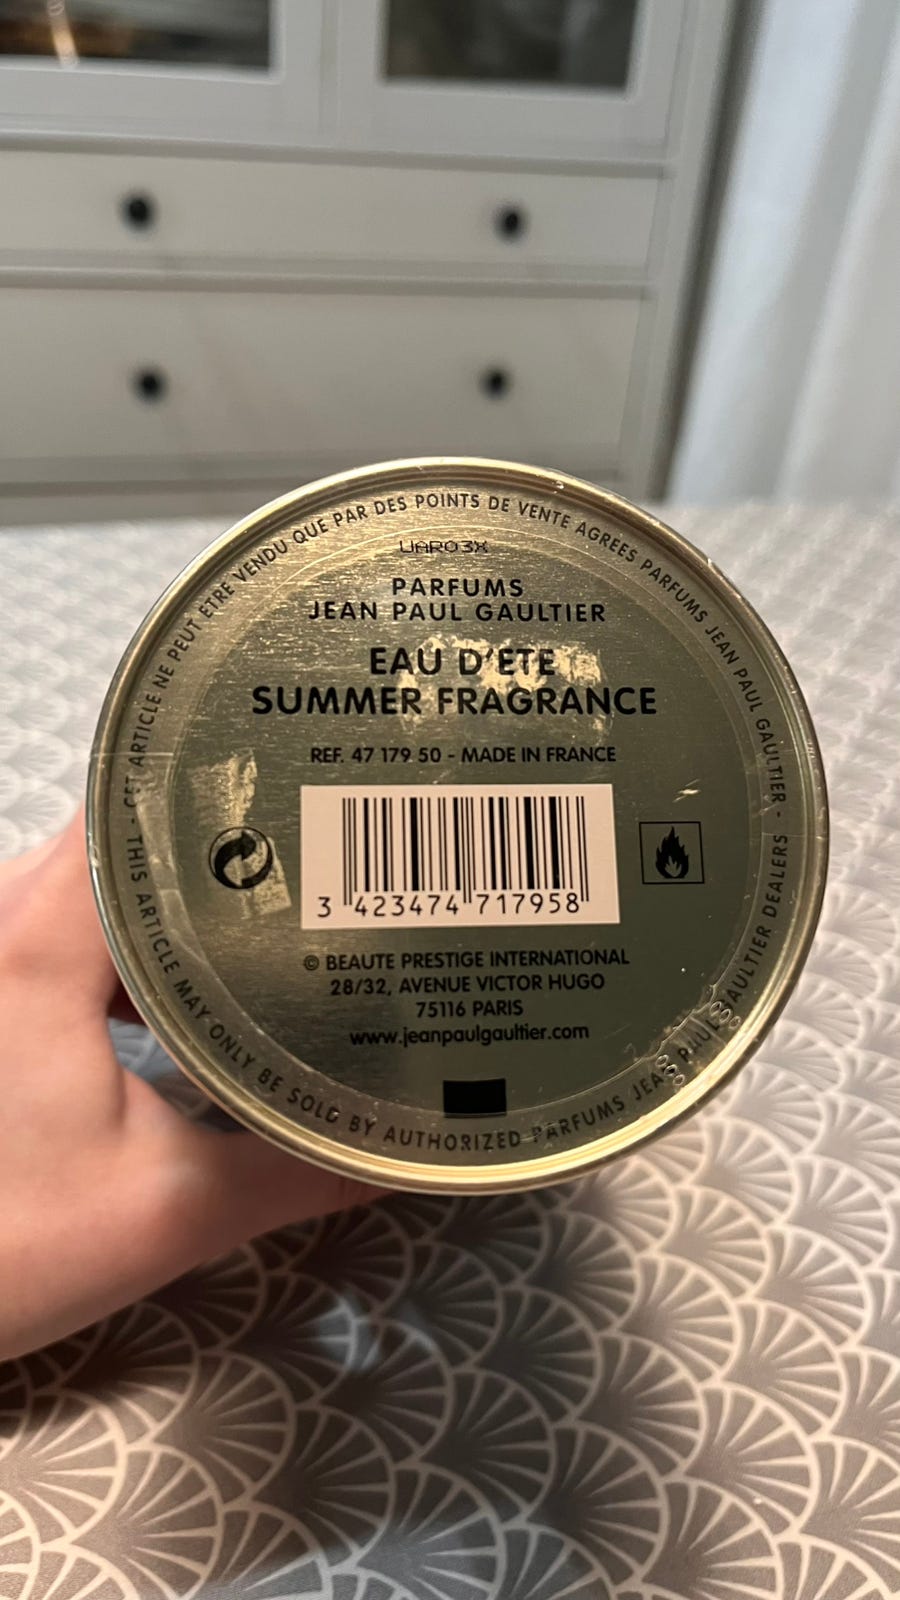 CET ARTICLE NE PEUT ETRE VENDU QUE PAR DES POINTS DE VENTE AGREES PARFUMS JEAN PAUL GAULTIER -
THIS ARTICLE MAY ONLY BE SOLD BY AUTHORIZED PARFUMS JEAN PAUL GAULTIER DEALERS -
UARO3X
PARFUMS
JEAN PAUL GAULTIER
EAU D'ETE
SUMMER FRAGRANCE
REF. 47 179 50 - MADE IN FRANCE
3 423474 717958
© BEAUTE PRESTIGE INTERNATIONAL
28/32, AVENUE VICTOR HUGO
75116 PARIS
www.jeanpaulgaultier.com